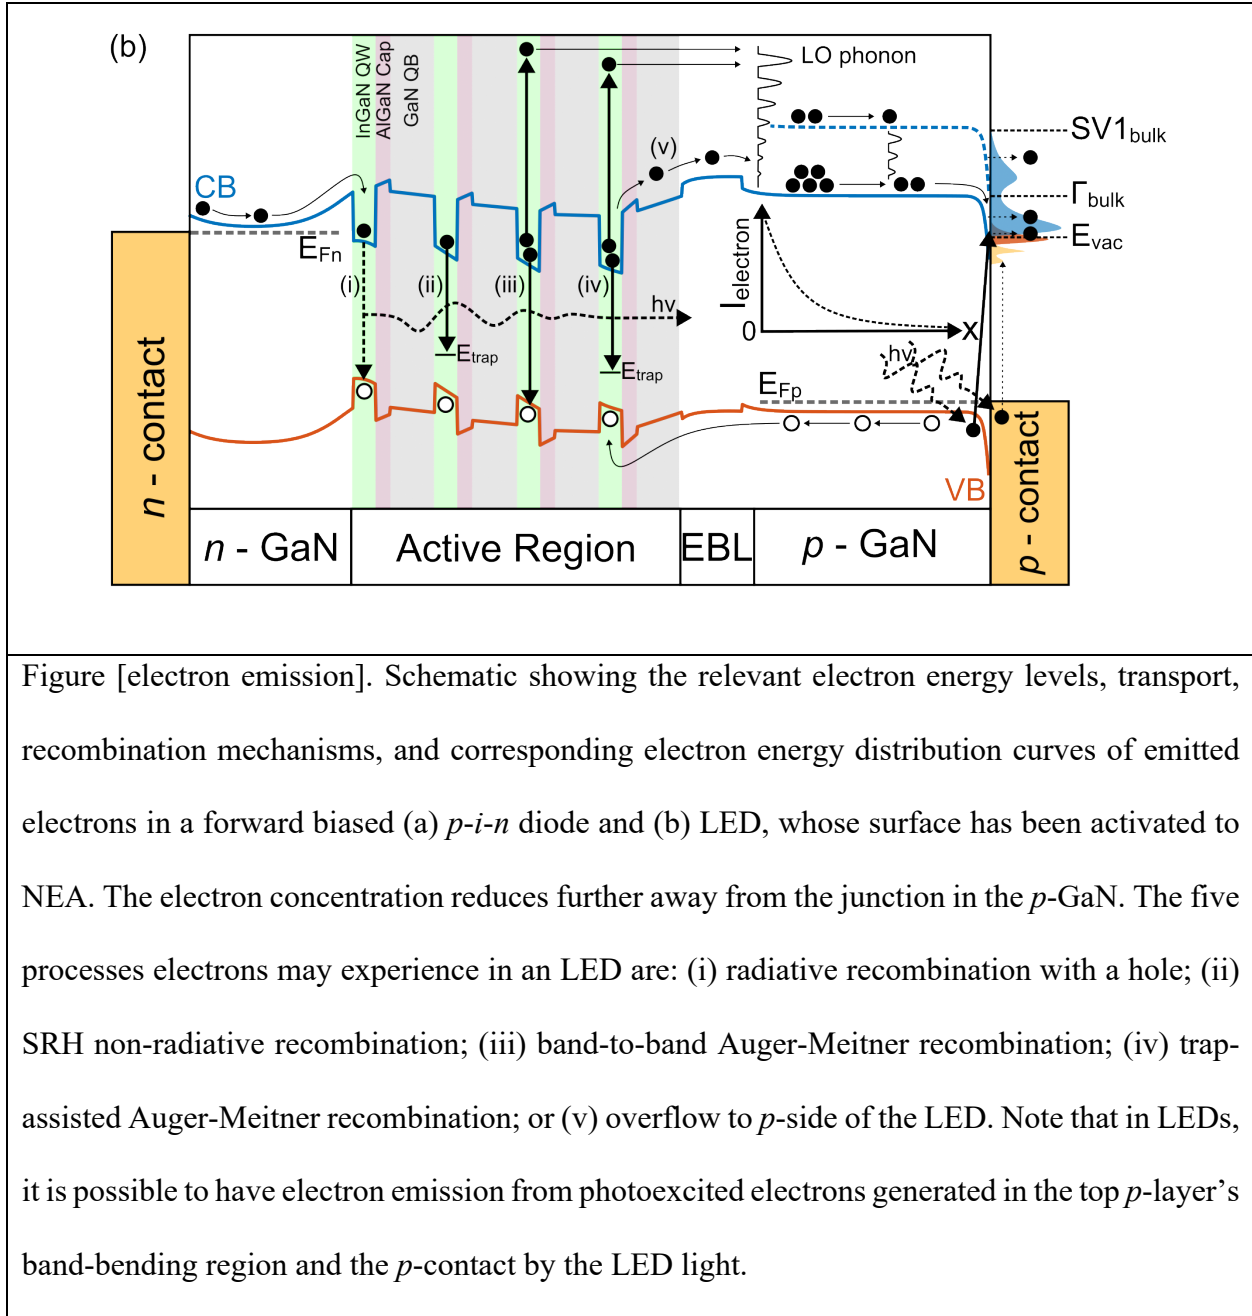 (b)
InGaN QW
AlGaN Cap
GaN QB
LO phonon
SV1bulk
(v)
CB
Γbulk
EFn
Evac
(i)
(ii)
(iii)
(iv)
Ielectron
hν
0
X
Etrap
Etrap
hν
EFp
VB
n - contact
n - GaN
Active Region
EBL
p - GaN
p - contact
Figure [electron emission]. Schematic showing the relevant electron energy levels, transport,
recombination mechanisms, and corresponding electron energy distribution curves of emitted
electrons in a forward biased (a) p-i-n diode and (b) LED, whose surface has been activated to
NEA. The electron concentration reduces further away from the junction in the p-GaN. The five
processes electrons may experience in an LED are: (i) radiative recombination with a hole; (ii)
SRH non-radiative recombination; (iii) band-to-band Auger-Meitner recombination; (iv) trap-
assisted Auger-Meitner recombination; or (v) overflow to p-side of the LED. Note that in LEDs,
it is possible to have electron emission from photoexcited electrons generated in the top p-layer’s
band-bending region and the p-contact by the LED light.